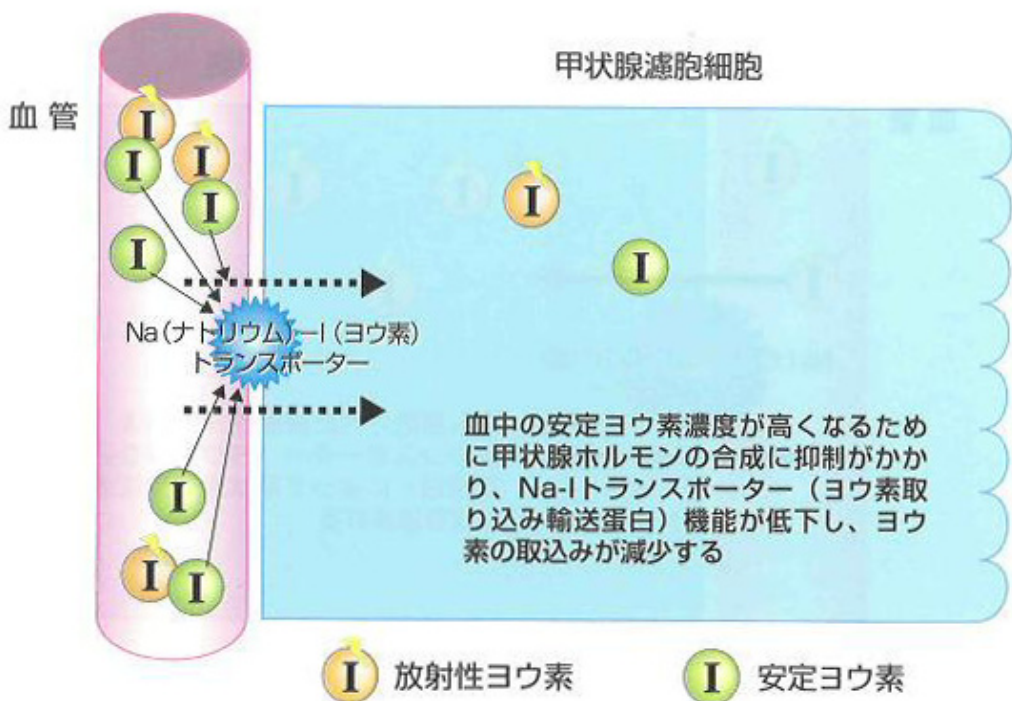 甲状腺濾胞細胞
血管
I
I
I
I
I
I
I
Na(ナトリウム)−I(ヨウ素)
トランスポーター
血中の安定ヨウ素濃度が高くなるため
に甲状腺ホルモンの合成に抑制がかか
り、Na-Iトランスポーター（ヨウ素取
り込み輸送蛋白）機能が低下し、ヨウ
素の取込みが減少する
I
I
I
I 放射性ヨウ素
I 安定ヨウ素